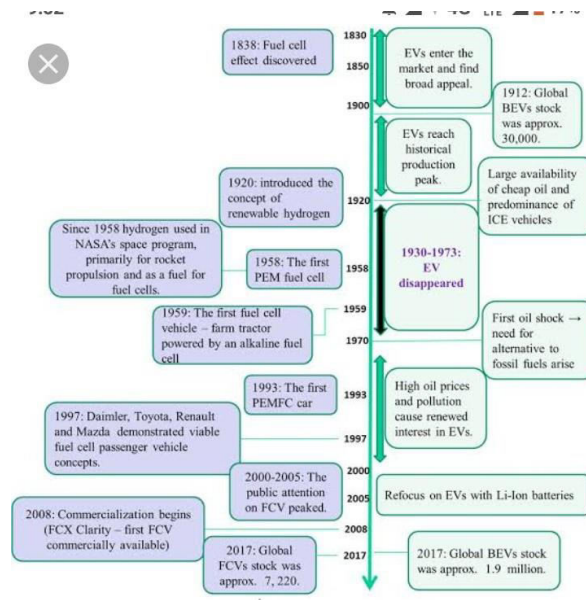 1830
1838: Fuel cell
effect discovered
EVs enter the
market and find
broad appeal.
1850
1912: Global
BEVs stock
was approx.
30,000.
1900
EVs reach
historical
production
peak.
Large availability
of cheap oil and
predominance of
ICE vehicles
1920: introduced the
concept of
renewable hydrogen
1920
Since 1958 hydrogen used in
NASA's space program,
primarily for rocket
propulsion and as a fuel for
fuel cells.
1958: The first
PEM fuel cell
1958
1930-1973:
EV
disappeared
1959: The first fuel cell
vehicle – farm tractor
powered by an alkaline fuel
cell
1959
1970
First oil shock →
need for
alternative to
fossil fuels arise
1993: The first
PEMFC car
1993
High oil prices
and pollution
cause renewed
interest in EVs.
1997: Daimler, Toyota, Renault
and Mazda demonstrated viable
fuel cell passenger vehicle
concepts.
1997
2000
2000-2005: The
public attention
on FCV peaked.
2005
Refocus on EVs with Li-Ion batteries
2008: Commercialization begins
(FCX Clarity – first FCV
commercially available)
2008
2017: Global
FCVs stock was
approx. 7, 220.
2017
2017: Global BEVs stock
was approx. 1.9 million.